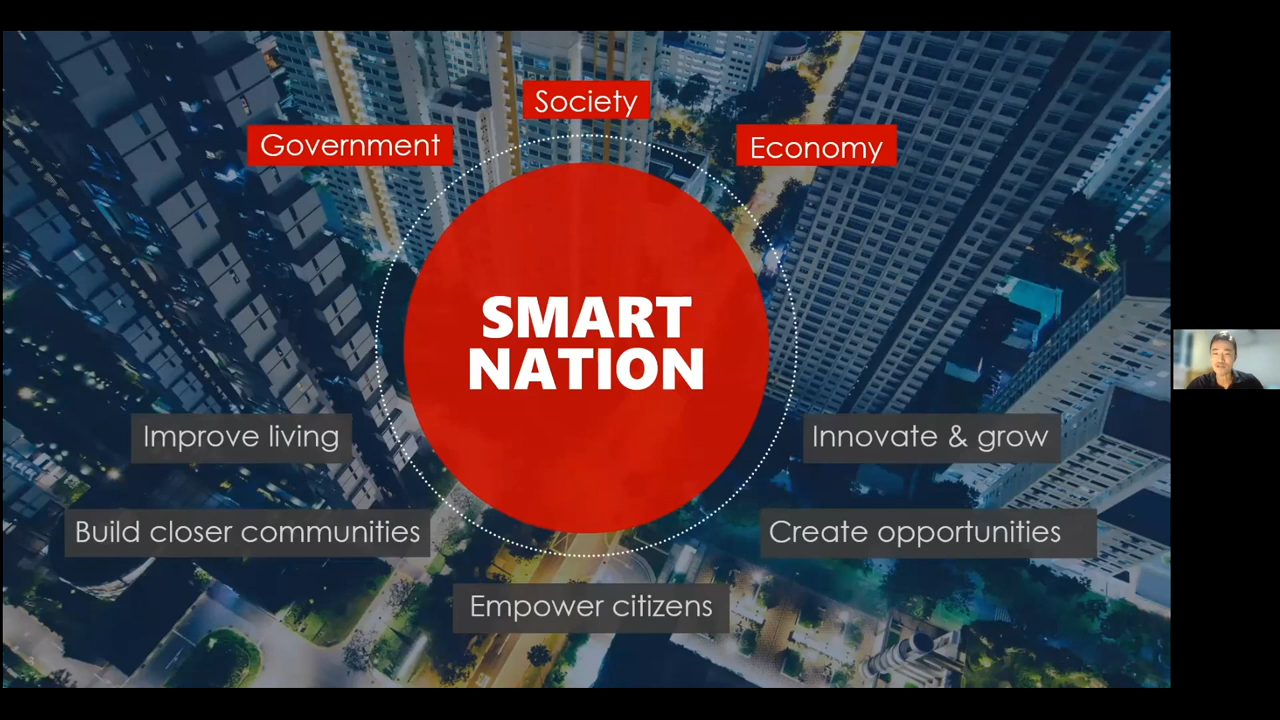 Society
Government
Economy
SMART
NATION
Improve living
Innovate & grow
Build closer communities
Create opportunities
Empower citizens